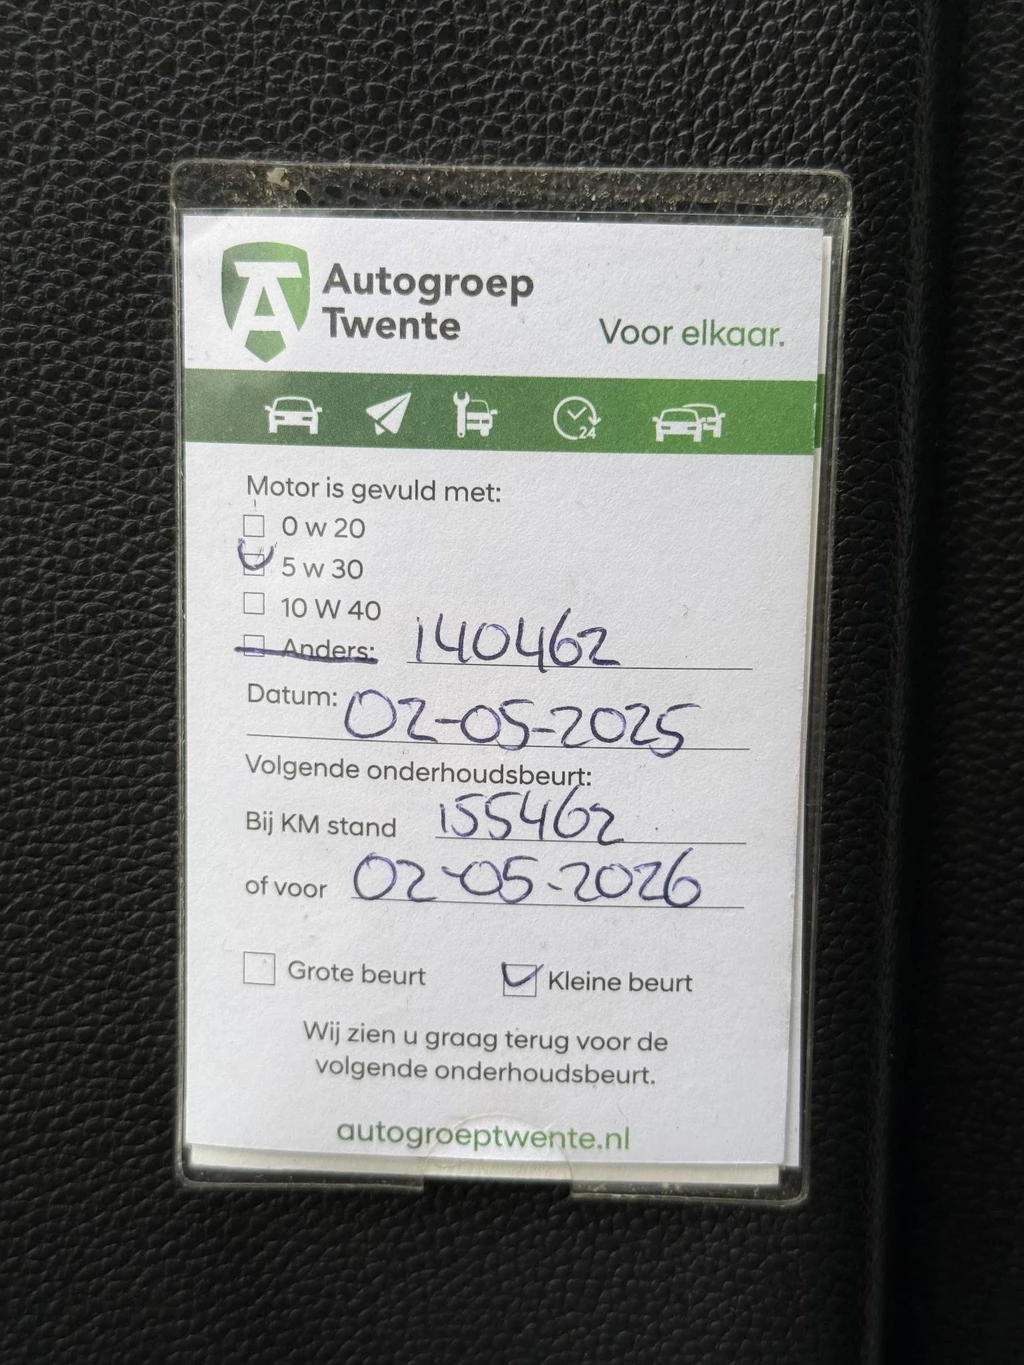 Autogroep
Twente
Voor elkaar.
24
Motor is gevuld met:
0 w 20
5 w 30
10 W 40
Anders: 140462
Datum: 02-05-2025
Volgende onderhoudsbeurt:
Bij KM stand 155462
of voor 02-05-2026
Grote beurt Kleine beurt
Wij zien u graag terug voor de
volgende onderhoudsbeurt.
autogroeptwente.nl